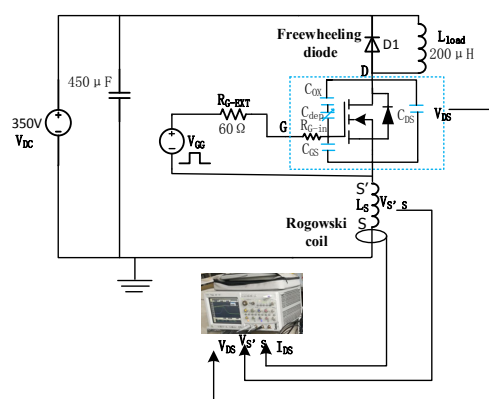 Freewheeling
diode
D1
L_load
200 μH
450 μF
D
C_OX
C_dep
R_G-in
C_GS
C_DS
V_DS
R_G-EXT
60 Ω
G
350V
V_DC
V_GG
S'
L_S
V_S' S
S
Rogowski
coil
V_DS
V_S' S
I_DS